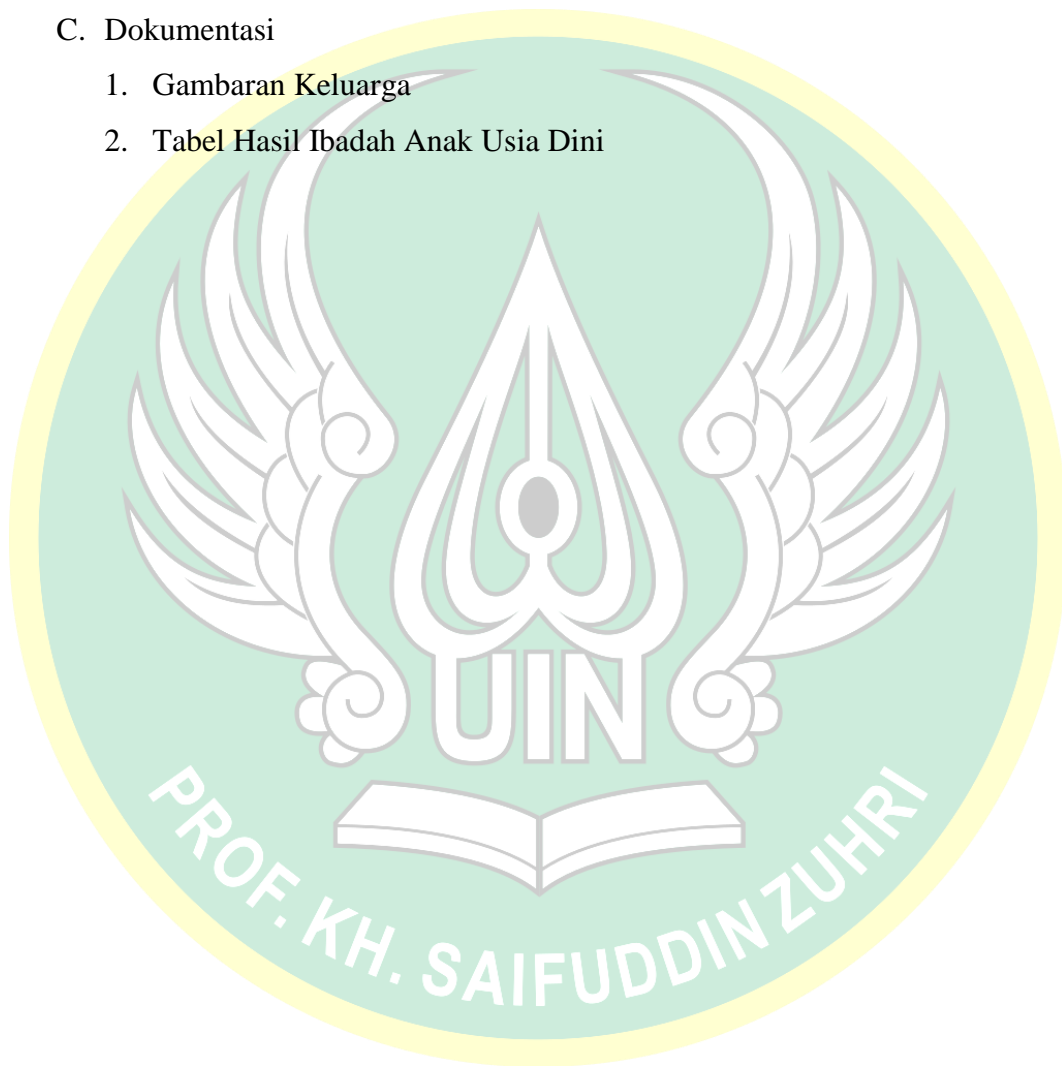 C. Dokumentasi
1. Gambaran Keluarga
2. Tabel Hasil Ibadah Anak Usia Dini
UIN
PROF. KH. SAIFUDDIN ZUHRI